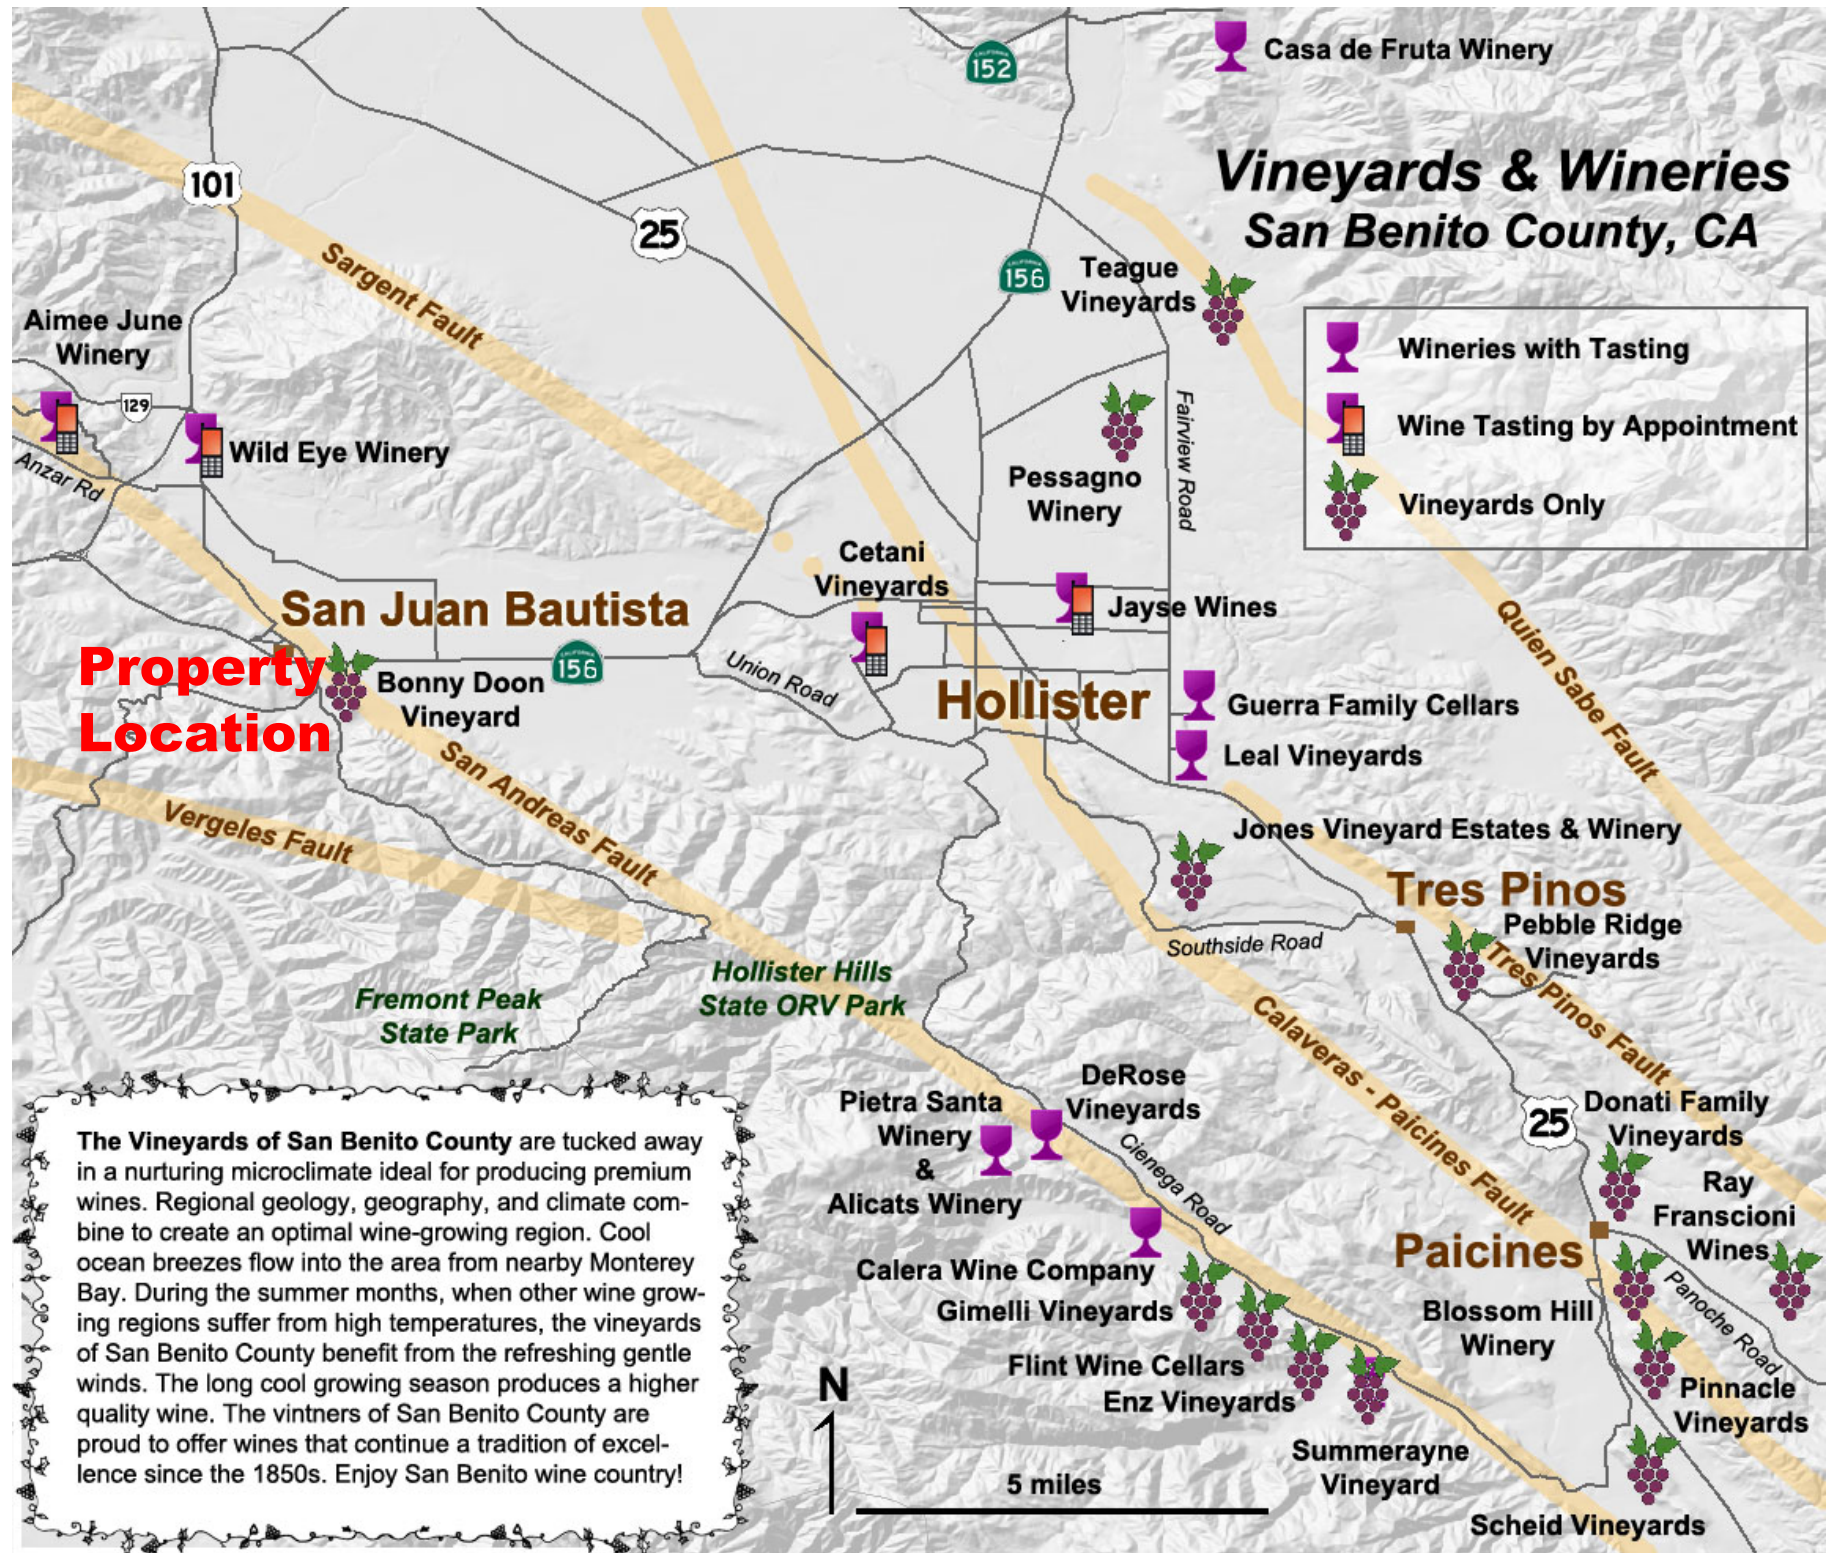 152
Casa de Fruta Winery
Vineyards & Wineries
San Benito County, CA
101
25
Sargent Fault
CALIFORNIA
156
Teague
Vineyards
Wineries with Tasting
Wine Tasting by Appointment
Vineyards Only
Aimee June
Winery
129
Wild Eye Winery
Anzar Rd
Fairview Road
Pessagno
Winery
Cetani
Vineyards
Jayse Wines
San Juan Bautista
Property
Location
156
Bonny Doon
Vineyard
Union Road
Hollister
Guerra Family Cellars
Leal Vineyards
Quien Sabe Fault
San Andreas Fault
Vergeles Fault
Jones Vineyard Estates & Winery
Tres Pinos
Pebble Ridge
Vineyards
Southside Road
Tres Pinos Fault
Hollister Hills
State ORV Park
Fremont Peak
State Park
Calaveras - Paicines Fault
DeRose
Vineyards
Pietra Santa
Winery
&
Alicats Winery
Cienega Road
25
Donati Family
Vineyards
Ray
Franscioni
Wines
Paicines
Calera Wine Company
Gimelli Vineyards
Blossom Hill
Winery
Panoche Road
Flint Wine Cellars
Enz Vineyards
Pinnacle
Vineyards
Summerayne
Vineyard
Scheid Vineyards
N
5 miles
The Vineyards of San Benito County are tucked away
in a nurturing microclimate ideal for producing premium
wines. Regional geology, geography, and climate com-
bine to create an optimal wine-growing region. Cool
ocean breezes flow into the area from nearby Monterey
Bay. During the summer months, when other wine grow-
ing regions suffer from high temperatures, the vineyards
of San Benito County benefit from the refreshing gentle
winds. The long cool growing season produces a higher
quality wine. The vintners of San Benito County are
proud to offer wines that continue a tradition of excel-
lence since the 1850s. Enjoy San Benito wine country!